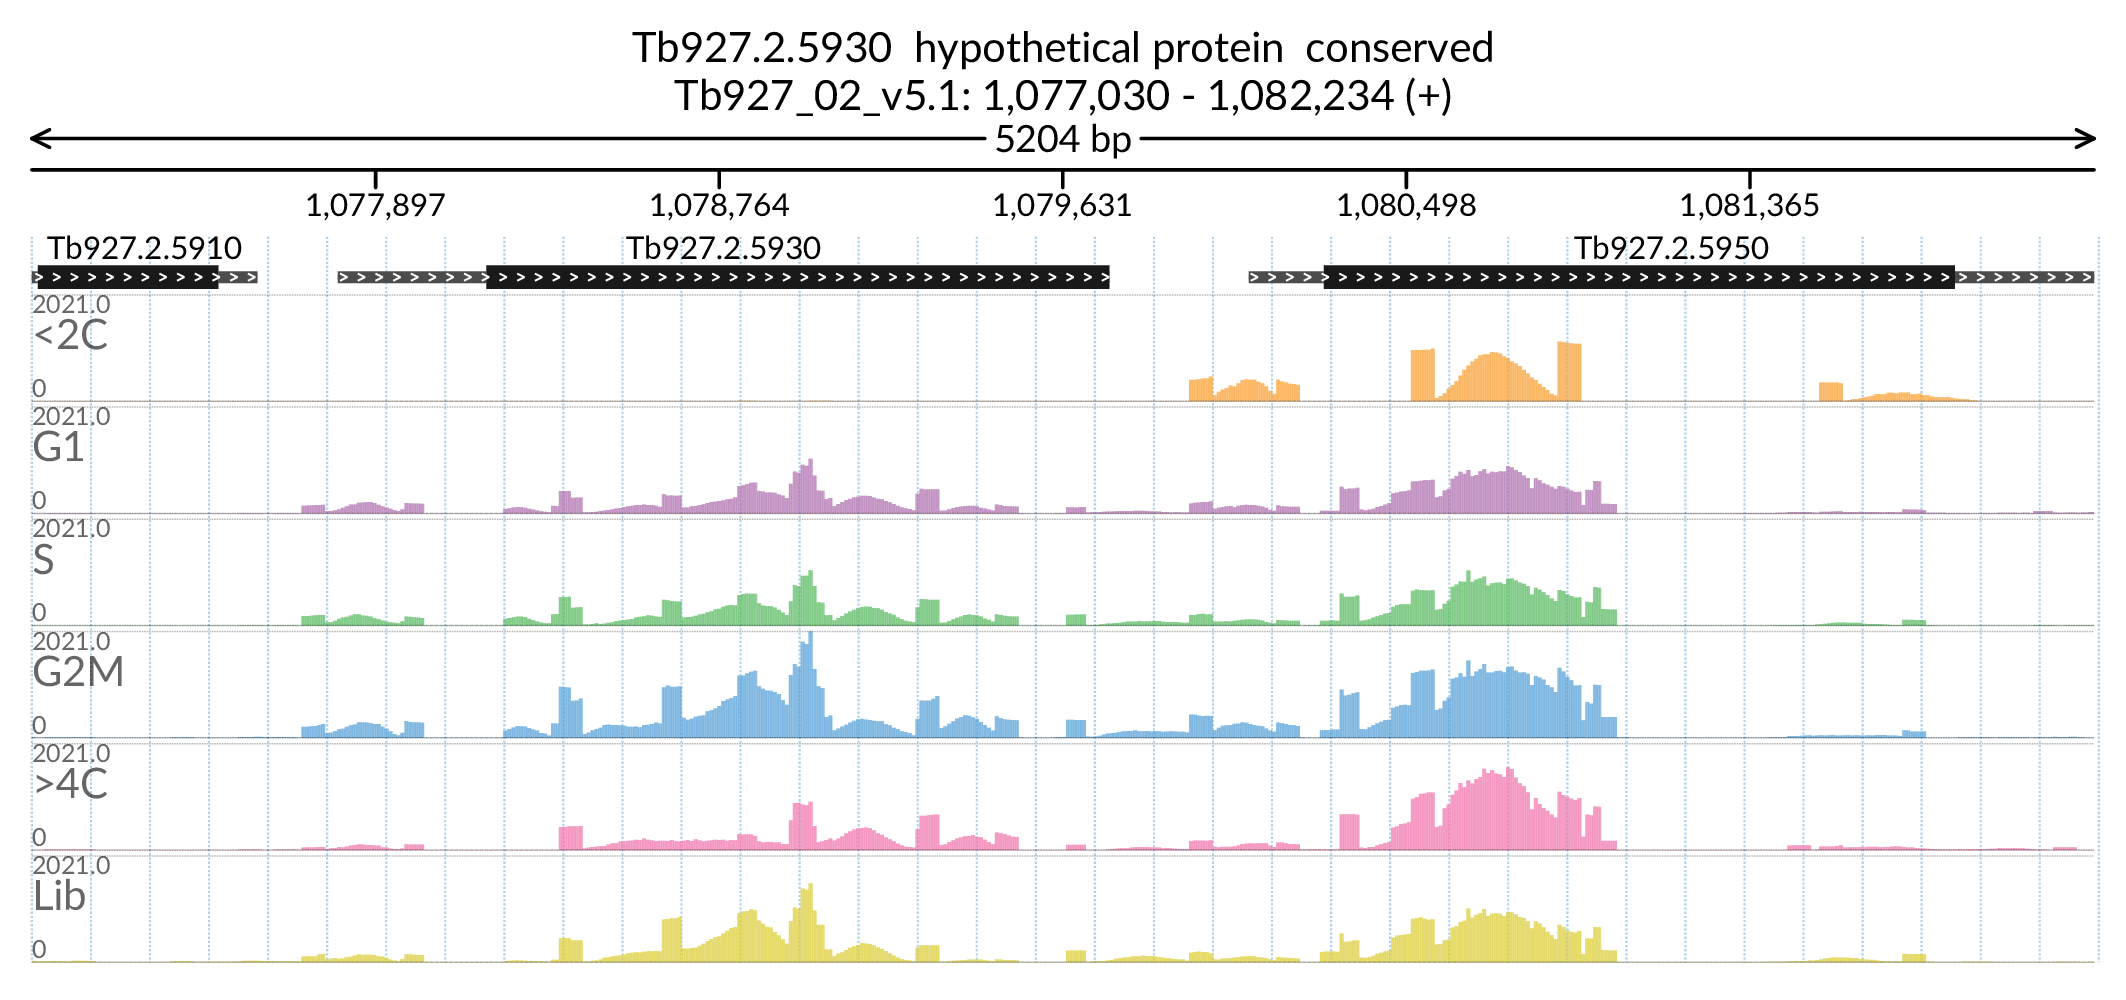 Tb927.2.5930 hypothetical protein conserved
Tb927_02_v5.1: 1,077,030 - 1,082,234 (+)
5204 bp
1,077,897 1,078,764 1,079,631 1,080,498 1,081,365
Tb927.2.5910 Tb927.2.5930 Tb927.2.5950
2021.0
<2C
0
2021.0
G1
0
2021.0
S
0
2021.0
G2M
0
2021.0
>4C
0
2021.0
Lib
0